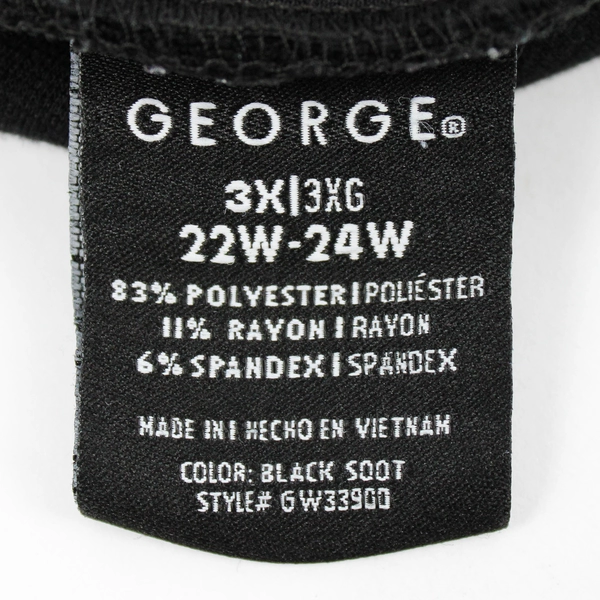 GEORGE®
3X|3XG
22W-24W
83% POLYESTER|POLIÉSTER
11% RAYON|RAYON
6% SPANDEX|SPANDEX
MADE IN| HECHO EN VIETNAM
COLOR: BLACK SOOT
STYLE# GW33900